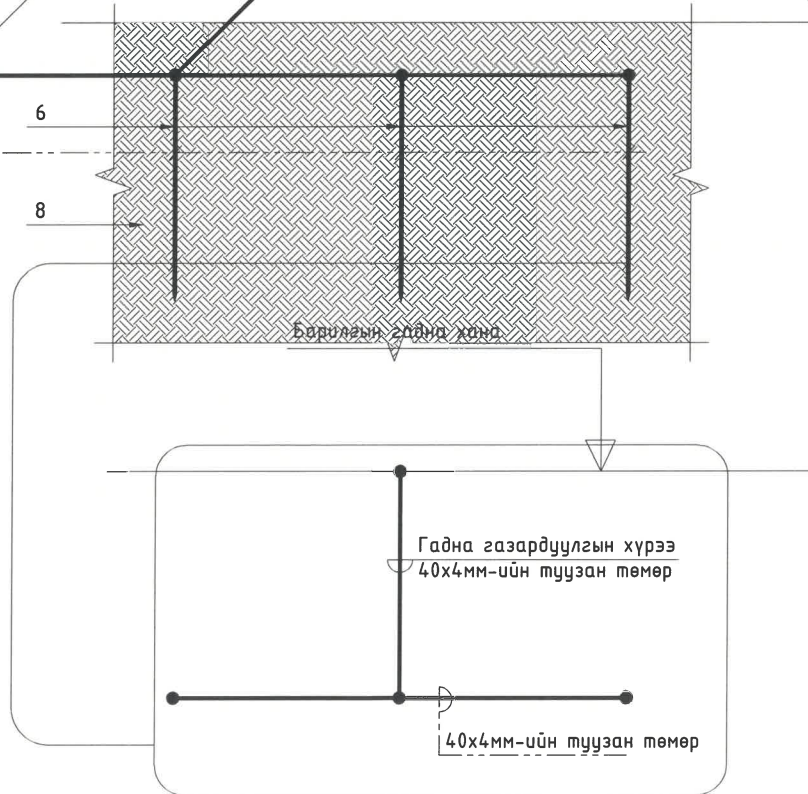 6
8
Барилгын гадна хана
Гадна газардуулгын хүрээ
40х4мм-ийн туузан төмөр
40х4мм-ийн туузан төмөр